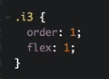 .i3 {
  order: 1;
  flex: 1;
}